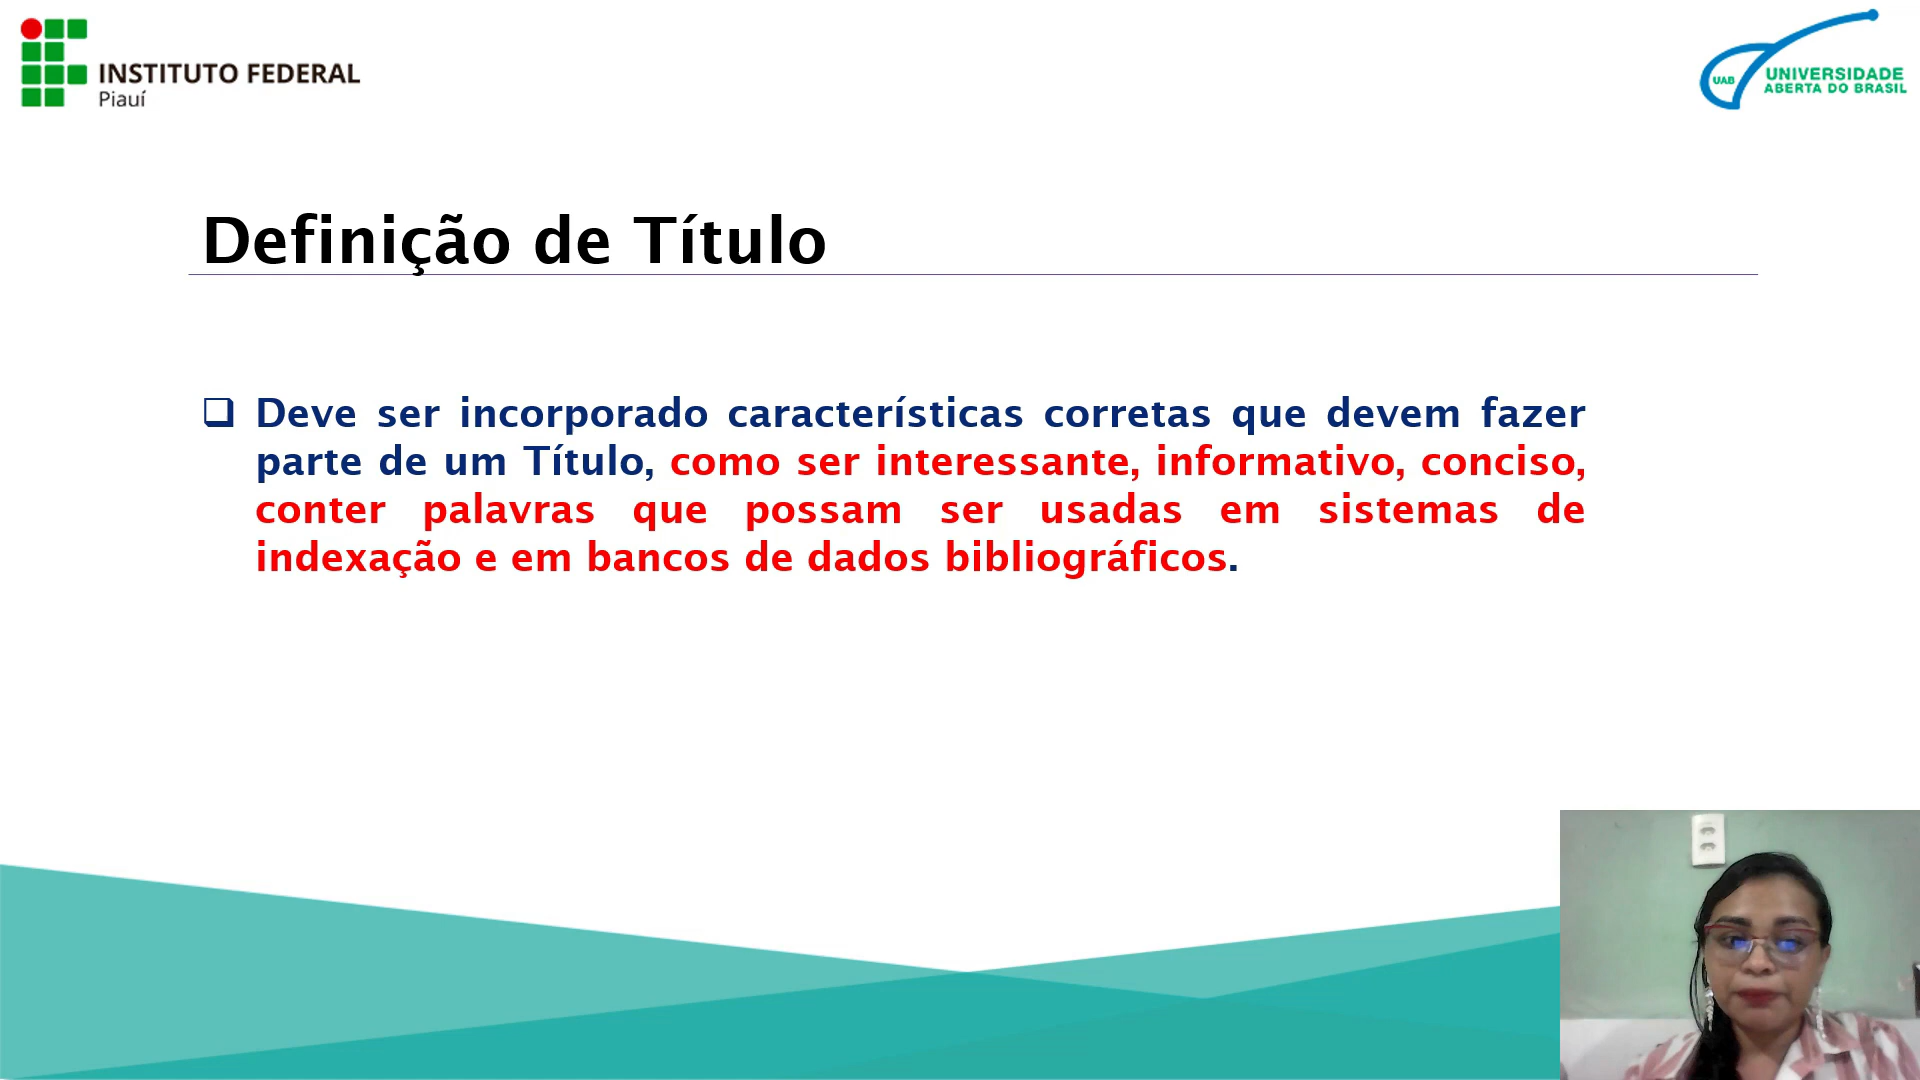 INSTITUTO FEDERAL
Piauí
UAB
UNIVERSIDADE
ABERTA DO BRASIL
Definição de Título
❑ Deve ser incorporado características corretas que devem fazer
parte de um Título, como ser interessante, informativo, conciso,
conter palavras que possam ser usadas em sistemas de
indexação e em bancos de dados bibliográficos.